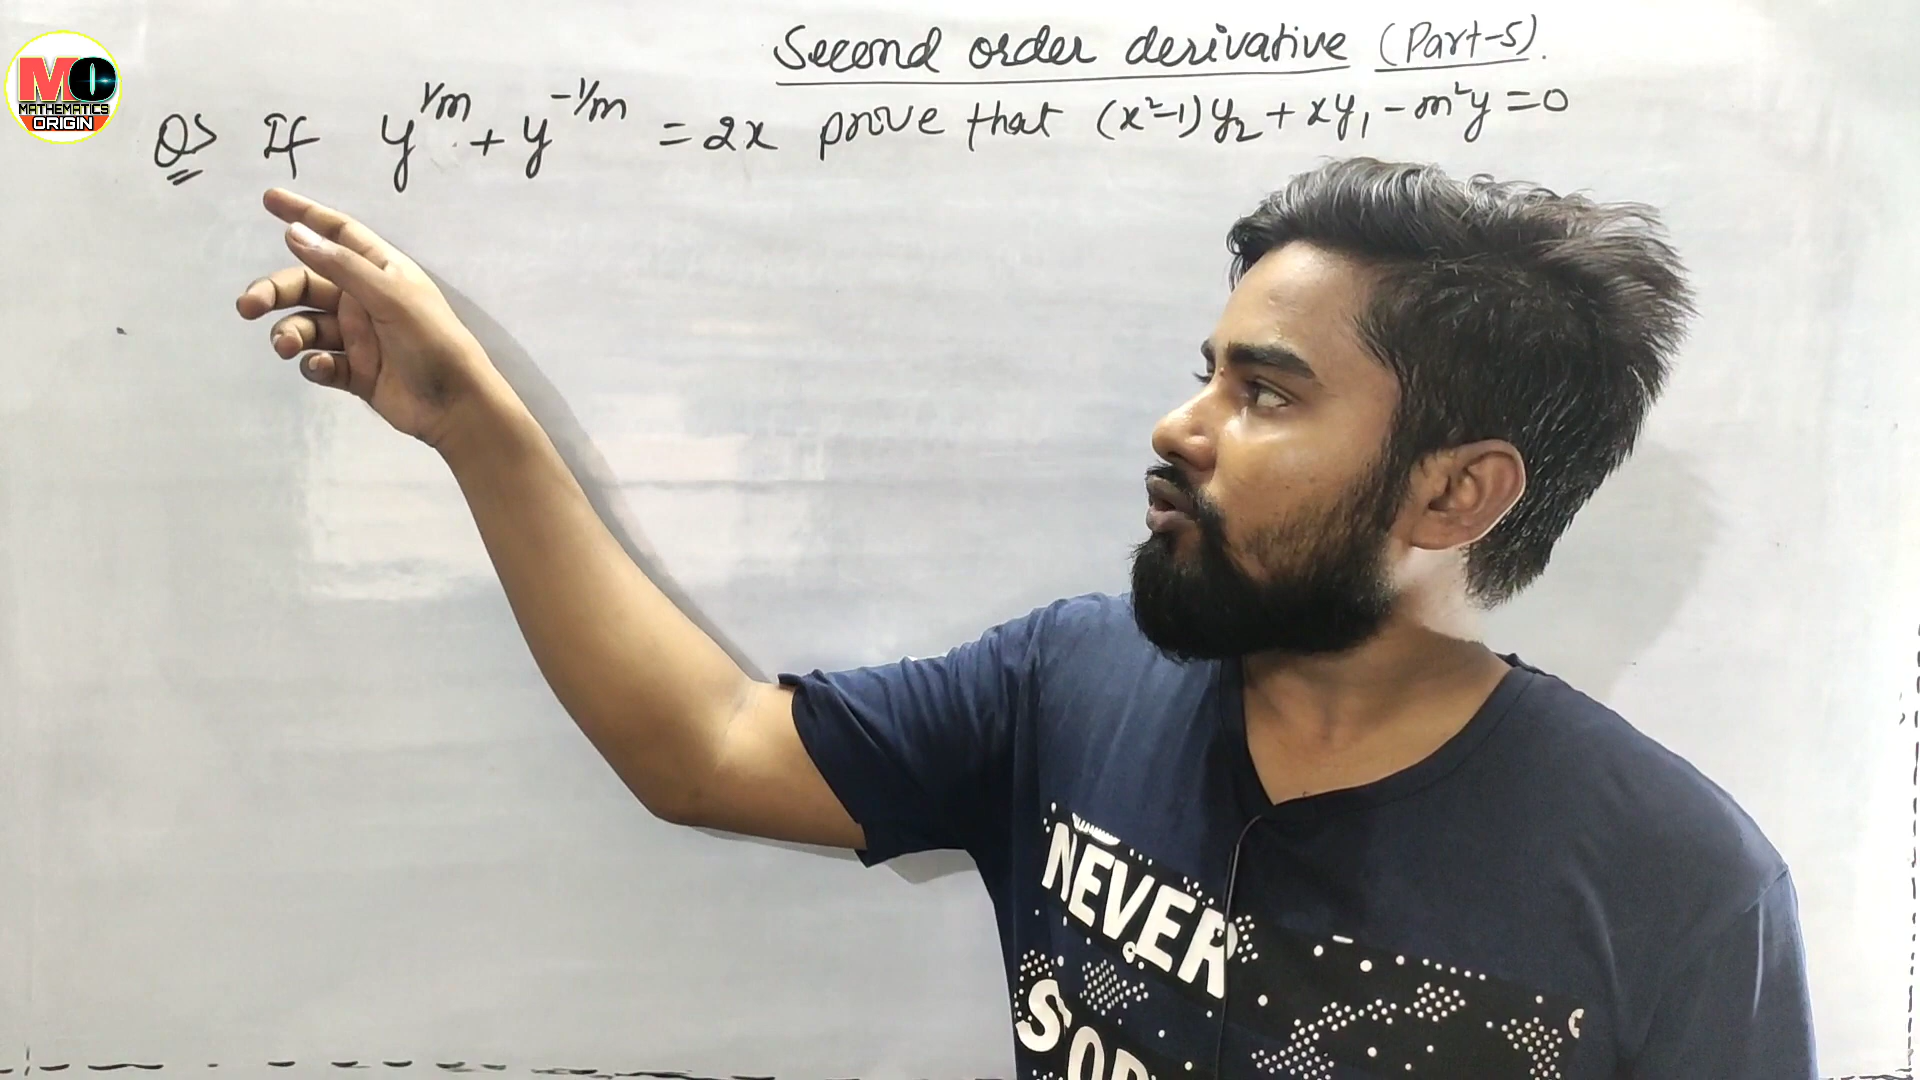 MO
MATHEMATICS
ORIGIN
Second order derivative (Part-5).
Q> If y^1/m + y^-1/m = 2x prove that (x²-1)y₂ + xy₁ - m²y = 0
NEVER